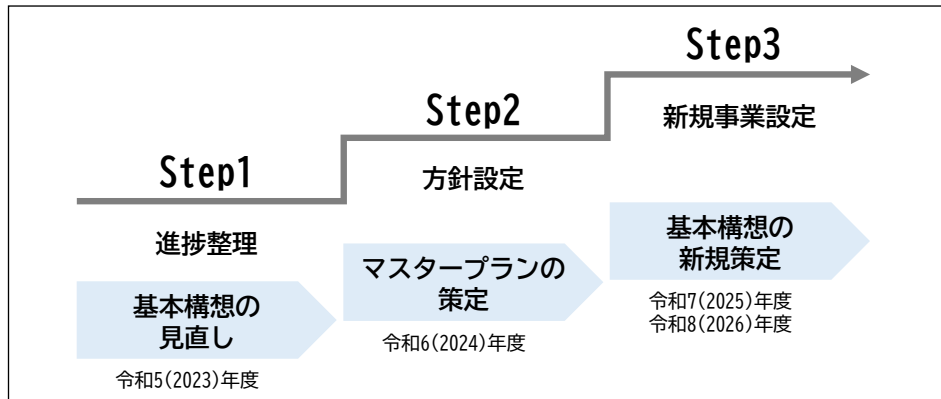 Step1
進捗整理
基本構想の
見直し
令和5(2023)年度
Step2
方針設定
マスタープランの
策定
令和6(2024)年度
Step3
新規事業設定
基本構想の
新規策定
令和7(2025)年度
令和8(2026)年度